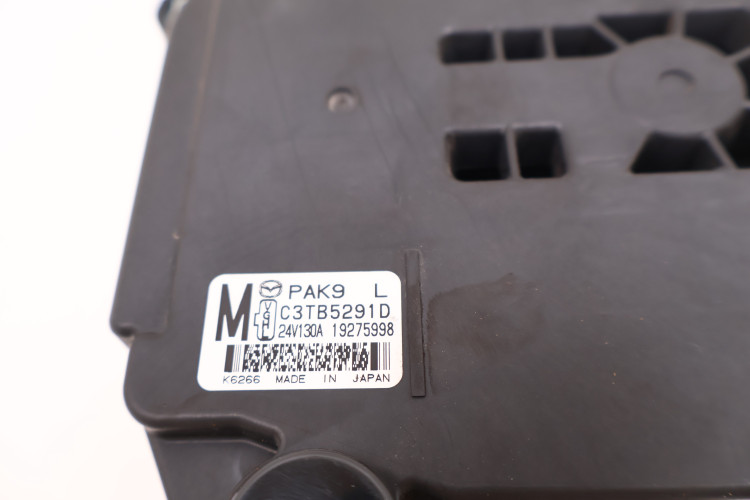 M PAK9 L
C3TB5291D
24V130A 19275998
K6266 MADE IN JAPAN